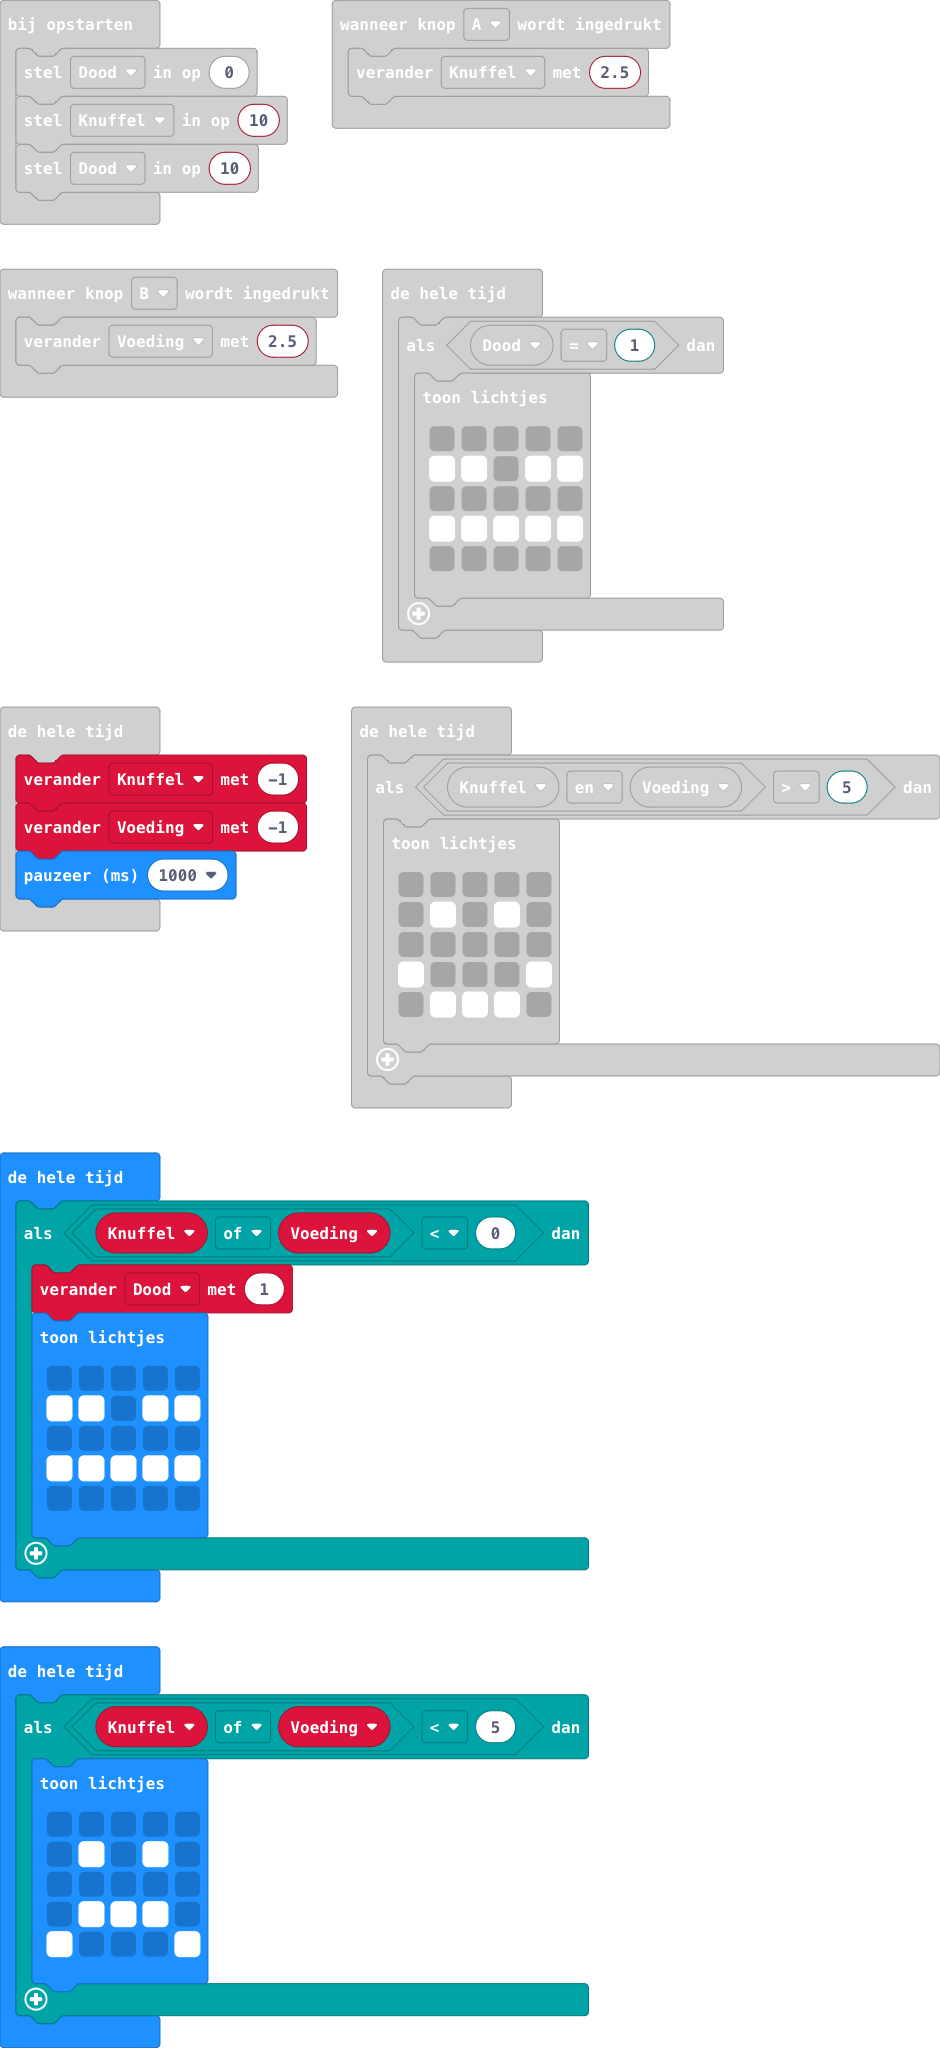 bij opstarten
stel Dood in op 0
stel Knuffel in op 10
stel Dood in op 10
wanneer knop A wordt ingedrukt
verander Knuffel met 2.5
wanneer knop B wordt ingedrukt
verander Voeding met 2.5
de hele tijd
als Dood = 1 dan
toon lichtjes
de hele tijd
verander Knuffel met −1
verander Voeding met −1
pauzeer (ms) 1000
de hele tijd
als Knuffel en Voeding > 5 dan
toon lichtjes
de hele tijd
als Knuffel of Voeding < 0 dan
verander Dood met 1
toon lichtjes
de hele tijd
als Knuffel of Voeding < 5 dan
toon lichtjes